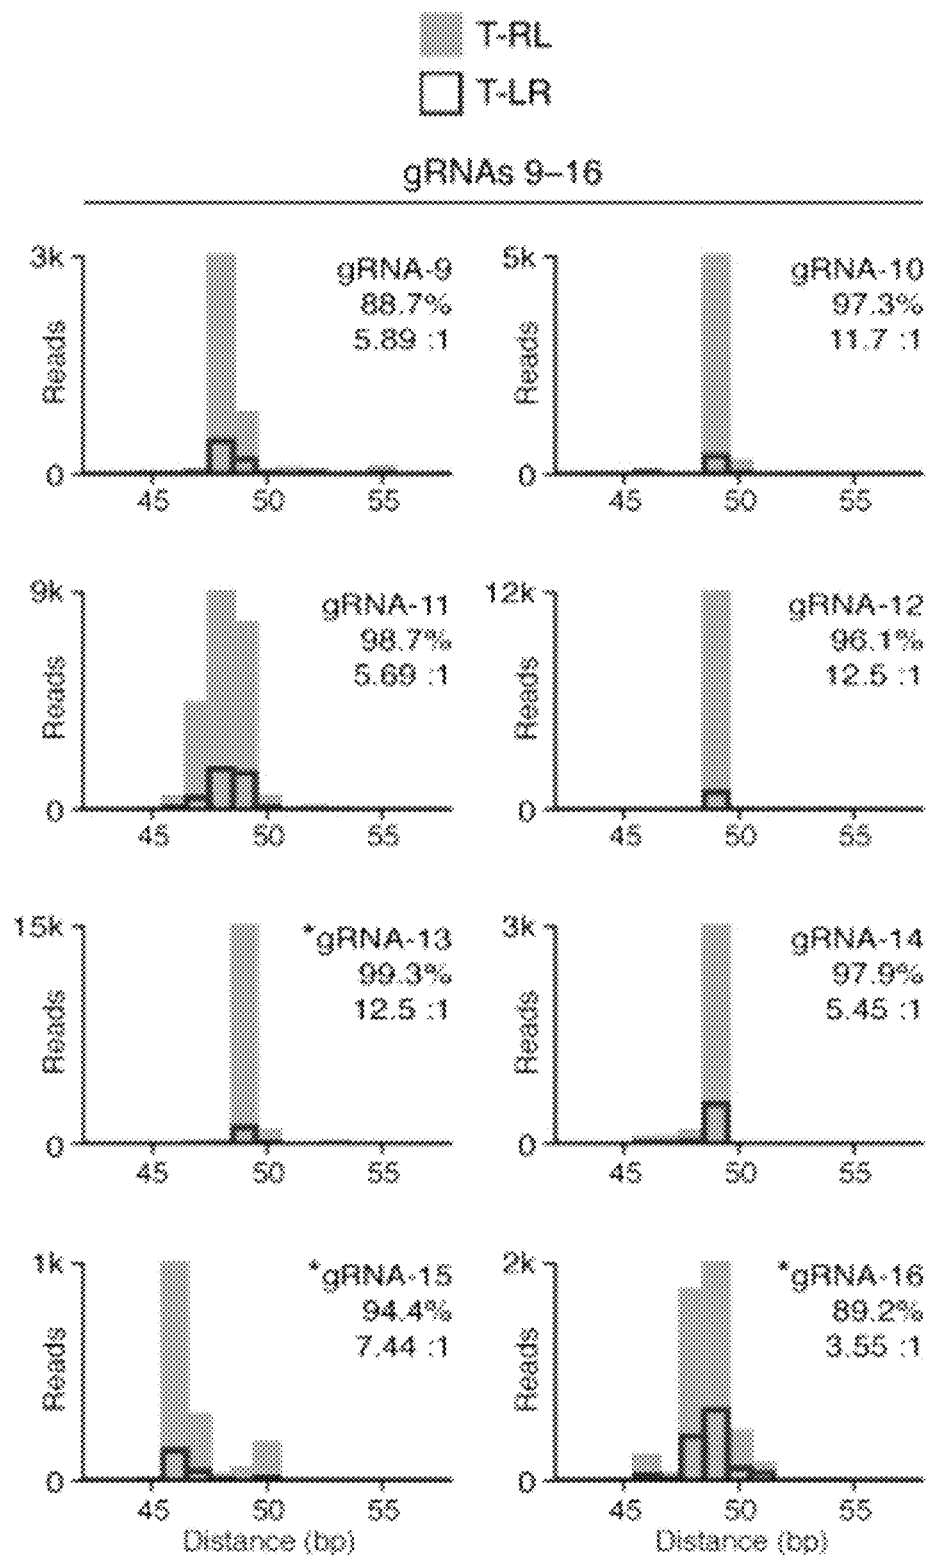 T-RL
T-LR
gRNAs 9–16
3k
gRNA-9
88.7%
5.89 :1
Reads
0
45 50 55
5k
gRNA-10
97.3%
11.7 :1
Reads
0
45 50 55
9k
gRNA-11
98.7%
5.69 :1
Reads
0
45 50 55
12k
gRNA-12
96.1%
12.5 :1
Reads
0
45 50 55
15k
*gRNA-13
99.3%
12.5 :1
Reads
0
45 50 55
3k
gRNA-14
97.9%
5.45 :1
Reads
0
45 50 55
1k
*gRNA-15
94.4%
7.44 :1
Reads
0
45 50 55
Distance (bp)
2k
*gRNA-16
89.2%
3.55 :1
Reads
0
45 50 55
Distance (bp)